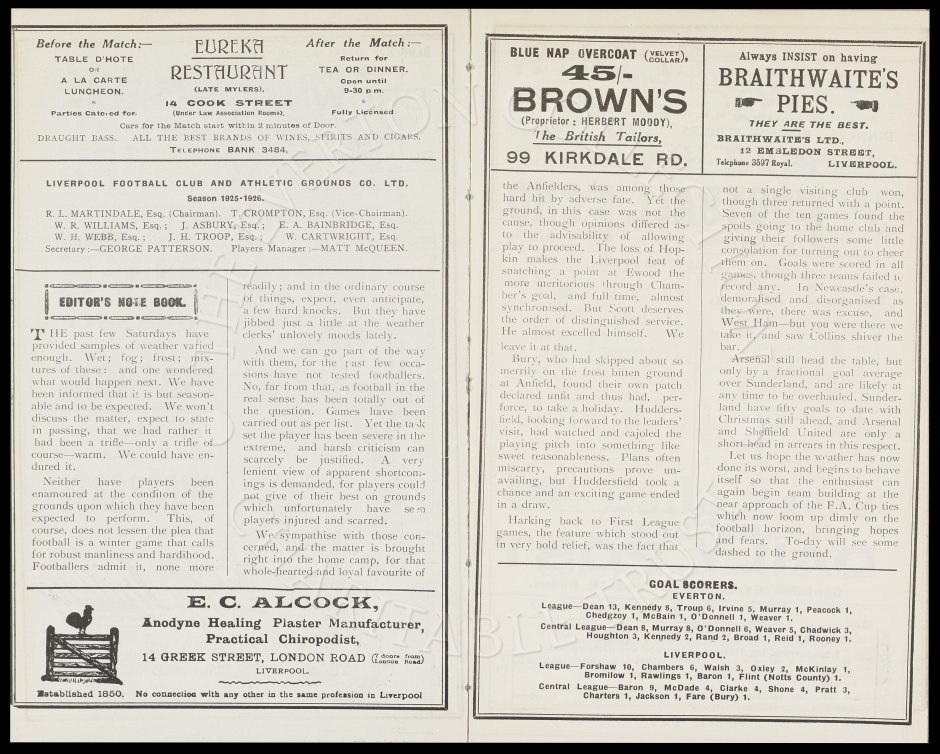 Before the Match:—
TABLE D'HOTE
OR
A LA CARTE
LUNCHEON.
Parties Catered for.
EUREKA
RESTAURANT
(LATE MYLERS),
14 COOK STREET
(Under Law Association Rooms),
After the Match:—
Return for
TEA OR DINNER.
Open until
9-30 p.m.
Fully Licensed
Cars for the Match start within 2 minutes of Door.
DRAUGHT BASS. ALL THE BEST BRANDS OF WINES, SPIRITS AND CIGARS.
TELEPHONE BANK 3484.
LIVERPOOL FOOTBALL CLUB AND ATHLETIC GROUNDS CO. LTD.
Season 1925-1926.
R. L. MARTINDALE, Esq. (Chairman). T. CROMPTON, Esq. (Vice-Chairman).
W. R. WILLIAMS, Esq.; J. ASBURY, Esq.; E. A. BAINBRIDGE, Esq.
W. H. WEBB, Esq.; J. H. TROOP, Esq.; W. CARTWRIGHT, Esq.
Secretary:—GEORGE PATTERSON. Players Manager:—MATT McQUEEN.
EDITOR'S NOTE BOOK.
THE past few Saturdays have
provided samples of weather varied
enough. Wet; fog; frost; mix-
tures of these: and one wondered
what would happen next. We have
been informed that it is but season-
able and to be expected. We won't
discuss the matter, expect to state
in passing, that we had rather it
had been a trifle—only a trifle of
course—warm. We could have en-
dured it.
Neither have players been
enamoured at the conditon of the
grounds upon which they have been
expected to perform. This, of
course, does not lessen the plea that
football is a winter game that calls
for robust manliness and hardihood.
Footballers admit it, none more
readily; and in the ordinary course
of things, expect, even anticipate,
a few hard knocks. But they have
jibbed just a little at the weather
clerks' unlovely moods lately.
And we can go part of the way
with them, for the past few occa-
sions have not tested footballers.
No, far from that, as football in the
real sense has been totally out of
the question. Games have been
carried out as per list. Yet the task
set the player has been severe in the
extreme, and harsh criticism can
scarcely be justified. A very
lenient view of apparent shortcom-
ings is demanded, for players could
not give of their best on grounds
which unfortunately have seen
players injured and scarred.
We sympathise with those con-
cerned, and the matter is brought
right into the home camp, for that
whole-hearted and loyal favourite of
E. C. ALCOCK,
Anodyne Healing Plaster Manufacturer,
Practical Chiropodist,
14 GREEK STREET, LONDON ROAD (7 doors from London Road)
LIVERPOOL.
Established 1850. No connection with any other in the same profession in Liverpool
BLUE NAP OVERCOAT (VELVET COLLAR),
45/-
BROWN'S
(Proprietor: HERBERT MOODY),
The British Tailors,
99 KIRKDALE RD.
Always INSIST on having
BRAITHWAITE'S
PIES.
THEY ARE THE BEST.
BRAITHWAITE'S LTD.,
12 EMBLEDON STREET,
Telephone 3597 Royal. LIVERPOOL.
the Anfielders, was among those
hard hit by adverse fate. Yet the
ground, in this case was not the
cause, though opinions differed as
to the advisability of allowing
play to proceed. The loss of Hop-
kin makes the Liverpool feat of
snatching a point at Ewood the
more meritorious through Cham-
ber's goal, and full time, almost
synchronised. But Scott deserves
the order of distinguished service.
He almost excelled himself. We
leave it at that.
Bury, who had skipped about so
merrily on the frost bitten ground
at Anfield, found their own patch
declared unfit and thus had, per-
force, to take a holiday. Hudders-
field, looking forward to the leaders'
visit, had watched and cajoled the
playing pitch into something like
sweet reasonableness. Plans often
miscarry, precautions prove un-
availing, but Huddersfield took a
chance and an exciting game ended
in a draw.
Harking back to First League
games, the feature which stood out
in very bold relief, was the fact that
not a single visiting club won,
though three returned with a point.
Seven of the ten games found the
spoils going to the home club and
giving their followers some little
consolation for turning out to cheer
them on. Goals were scored in all
games, though three teams failed to
record any. In Newcastle's case,
demoralised and disorganised as
they were, there was excuse, and
West Ham—but you were there we
take it, and saw Collins shiver the
bar.
Arsenal still head the table, but
only by a fractional goal average
over Sunderland, and are likely at
any time to be overhauled. Sunder-
land have fifty goals to date with
Christmas still ahead, and Arsenal
and Sheffield United are only a
short head in arrears in this respect.
Let us hope the weather has now
done its worst, and begins to behave
itself so that the enthusiast can
again begin team building at the
near approach of the F.A. Cup ties
which now loom up dimly on the
football horizon, bringing hopes
and fears. To-day will see some
dashed to the ground.
GOAL SCORERS.
EVERTON.
League—Dean 13, Kennedy 8, Troup 6, Irvine 5, Murray 1, Peacock 1,
Chedgzoy 1, McBain 1, O'Donnell 1, Weaver 1.
Central League—Dean 8, Murray 8, O'Donnell 6, Weaver 5, Chadwick 3,
Houghton 3, Kennedy 2, Rand 2, Broad 1, Reid 1, Rooney 1.
LIVERPOOL.
League—Forshaw 10, Chambers 6, Walsh 3, Oxley 2, McKinlay 1,
Bromilow 1, Rawlings 1, Baron 1, Flint (Notts County) 1.
Central League—Baron 9, McDade 4, Clarke 4, Shone 4, Pratt 3,
Charters 1, Jackson 1, Fare (Bury) 1.